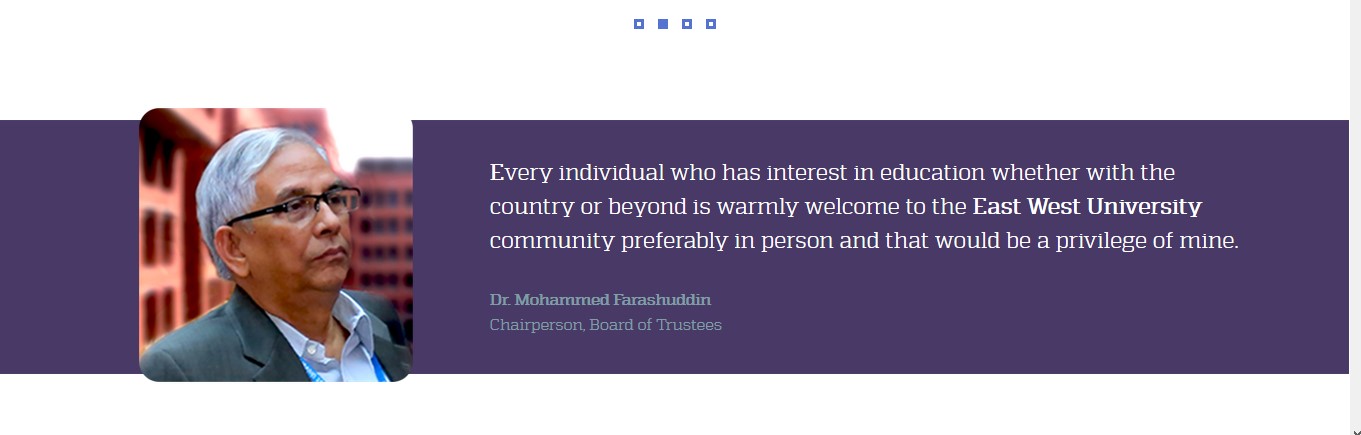 Every individual who has interest in education whether with the
country or beyond is warmly welcome to the East West University
community preferably in person and that would be a privilege of mine.
Dr. Mohammed Farashuddin
Chairperson, Board of Trustees